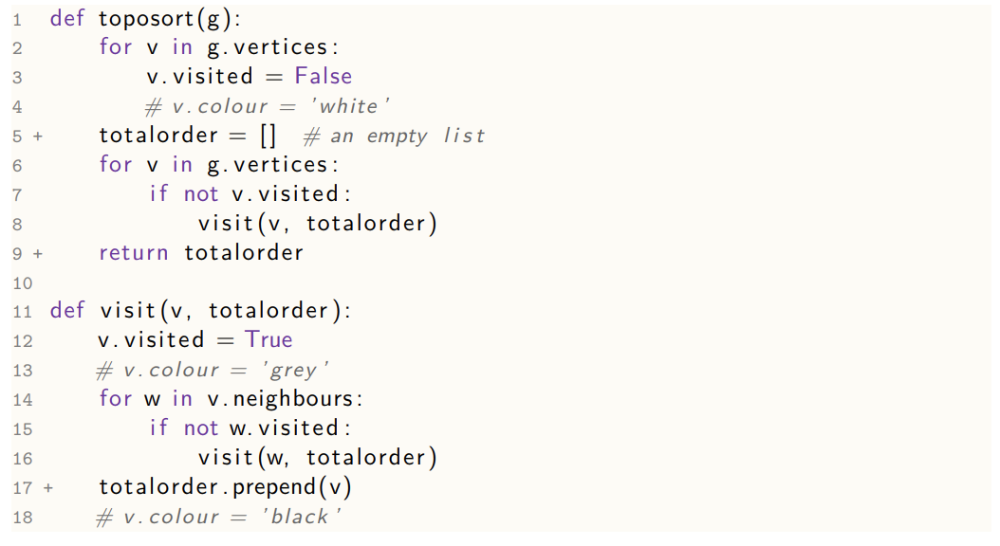 1 def toposort(g):
2 for v in g.vertices:
3 v.visited = False
4 # v.colour = 'white'
5 + totalorder = [] # an empty list
6 for v in g.vertices:
7 if not v.visited:
8 visit(v, totalorder)
9 + return totalorder
10
11 def visit(v, totalorder):
12 v.visited = True
13 # v.colour = 'grey'
14 for w in v.neighbours:
15 if not w.visited:
16 visit(w, totalorder)
17 + totalorder.prepend(v)
18 # v.colour = 'black'